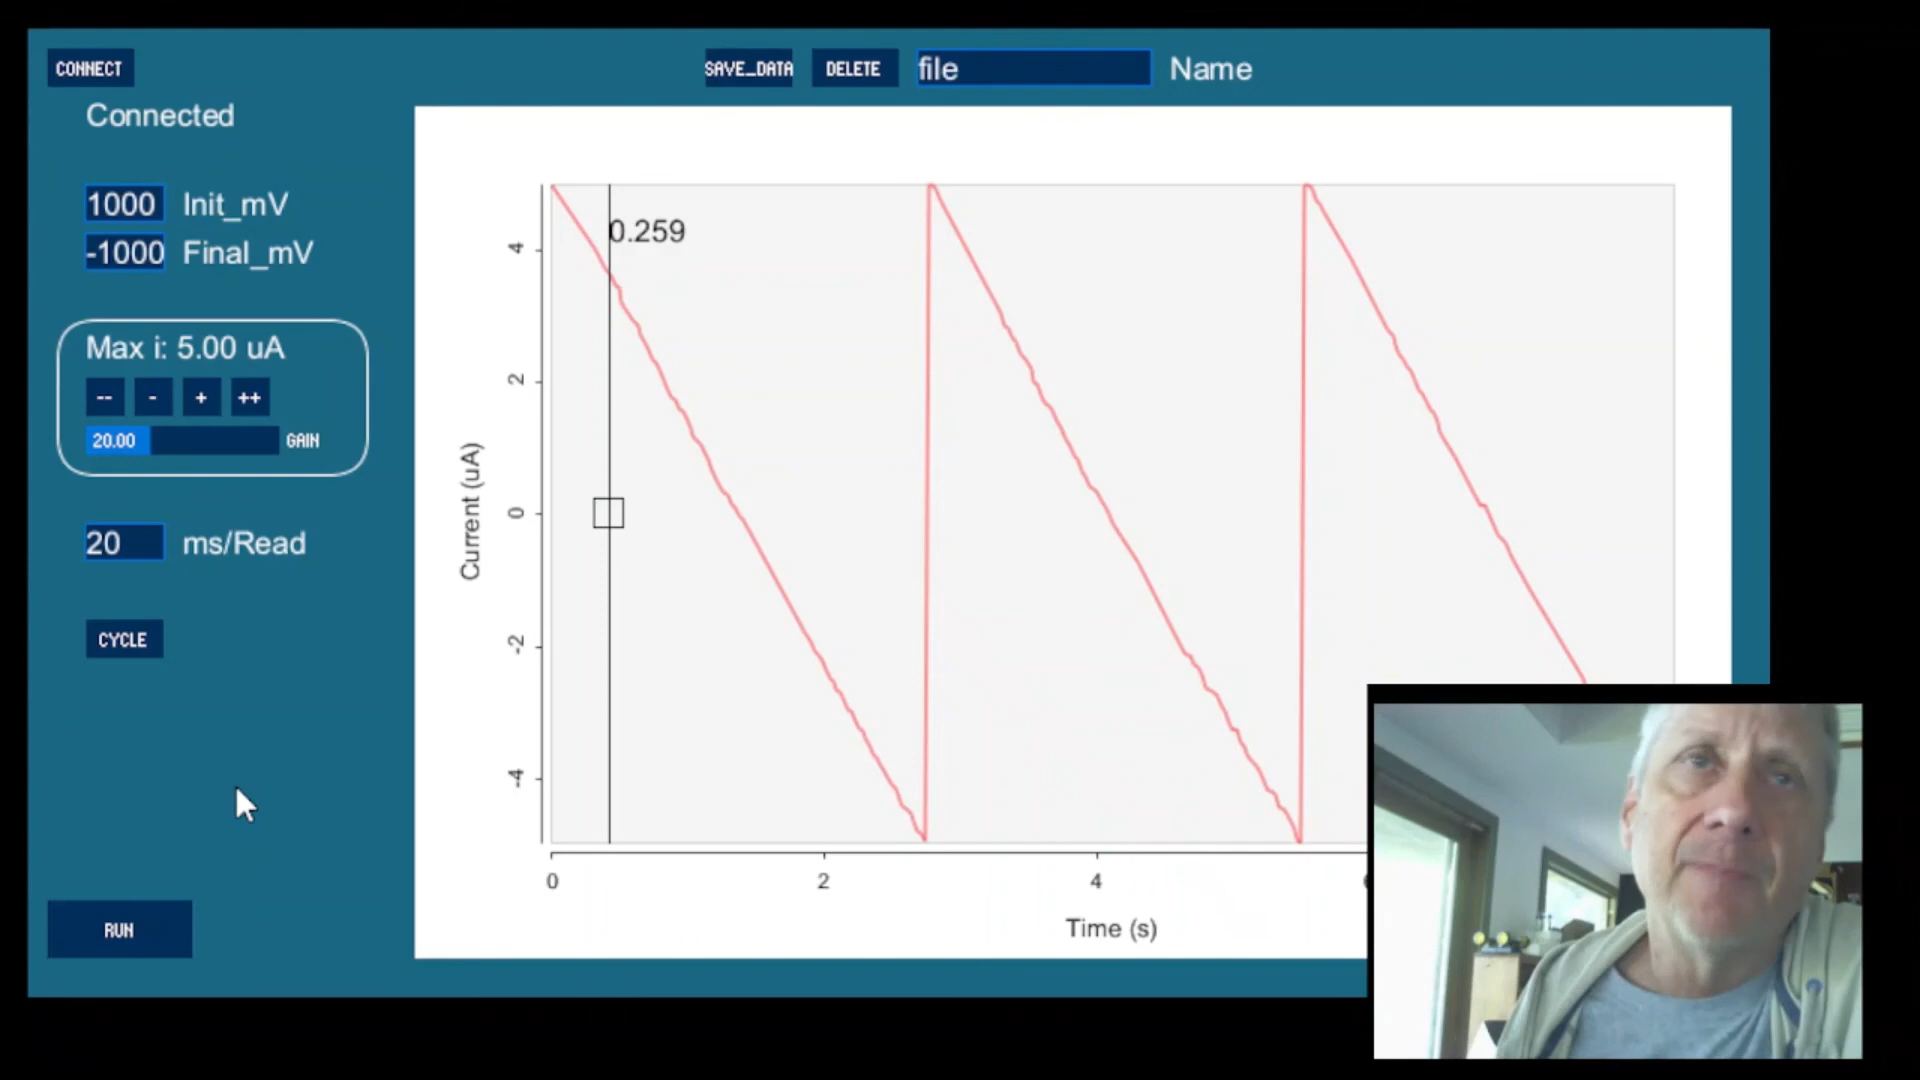 CONNECT
SAVE_DATA DELETE file Name
Connected
1000 Init_mV
-1000 Final_mV
Max i: 5.00 uA
-- - + ++
20.00 GAIN
20 ms/Read
CYCLE
RUN
0.259
Current (uA)
4
2
0
-2
-4
0 2 4
Time (s)